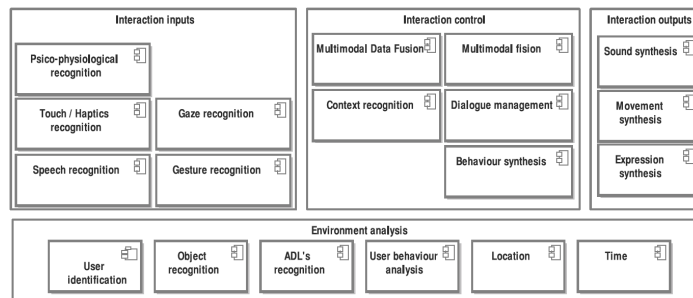 Interaction inputs
Psico-physiological
recognition
Touch / Haptics
recognition
Gaze recognition
Speech recognition
Gesture recognition
Interaction control
Multimodal Data Fusion
Multimodal fision
Context recognition
Dialogue management
Behaviour synthesis
Interaction outputs
Sound synthesis
Movement
synthesis
Expression
synthesis
Environment analysis
User
identification
Object
recognition
ADL's
recognition
User behaviour
analysis
Location
Time